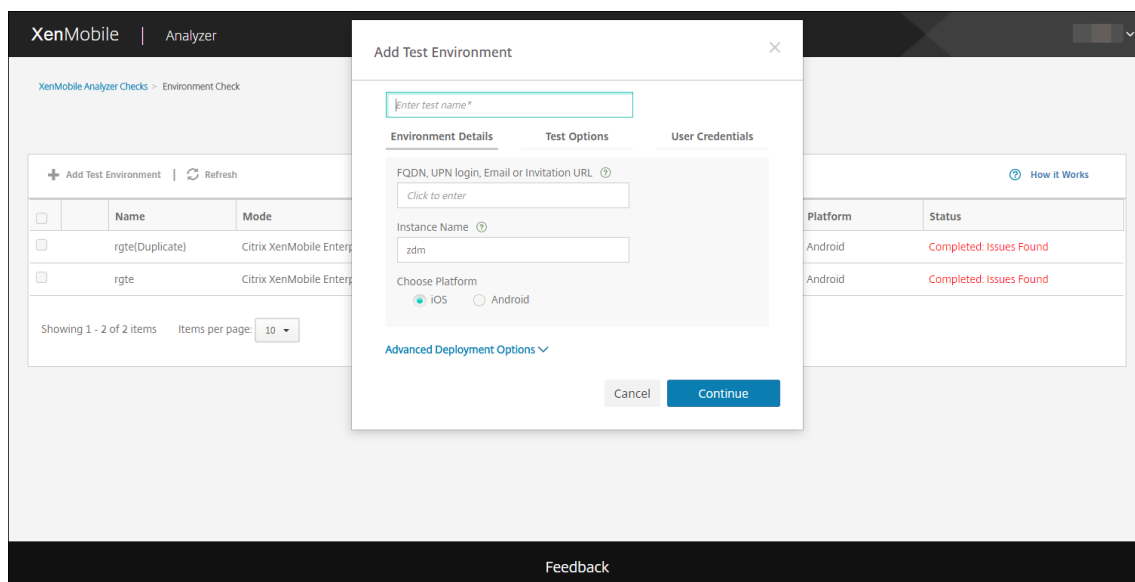 XenMobile | Analyzer
XenMobile Analyzer Checks > Environment Check
Add Test Environment | Refresh
How it Works
Name Mode Platform Status
rgte(Duplicate) Citrix XenMobile Enterp Android Completed: Issues Found
rgte Citrix XenMobile Enterp Android Completed: Issues Found
Showing 1 - 2 of 2 items Items per page: 10
Add Test Environment
Enter test name*
Environment Details Test Options User Credentials
FQDN, UPN login, Email or Invitation URL ?
Click to enter
Instance Name ?
zdm
Choose Platform
iOS Android
Advanced Deployment Options
Cancel Continue
Feedback